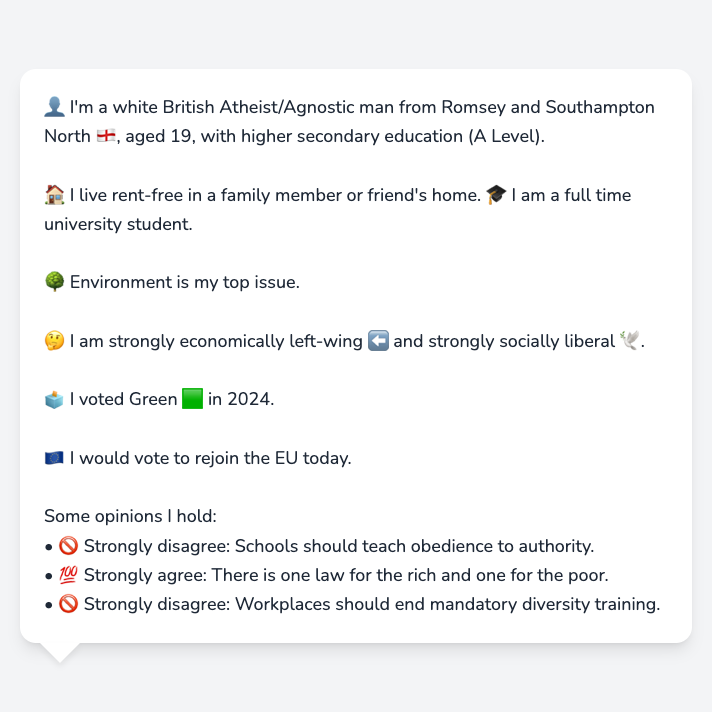 👤 I'm a white British Atheist/Agnostic man from Romsey and Southampton
North 🏴󠁧󠁢󠁥󠁮󠁧󠁿, aged 19, with higher secondary education (A Level).
🏠 I live rent-free in a family member or friend's home. 🎓 I am a full time
university student.
🌳 Environment is my top issue.
🤔 I am strongly economically left-wing ⬅️ and strongly socially liberal 🕊️.
🗳️ I voted Green 🟩 in 2024.
🇪🇺 I would vote to rejoin the EU today.
Some opinions I hold:
• 🚫 Strongly disagree: Schools should teach obedience to authority.
• 💯 Strongly agree: There is one law for the rich and one for the poor.
• 🚫 Strongly disagree: Workplaces should end mandatory diversity training.